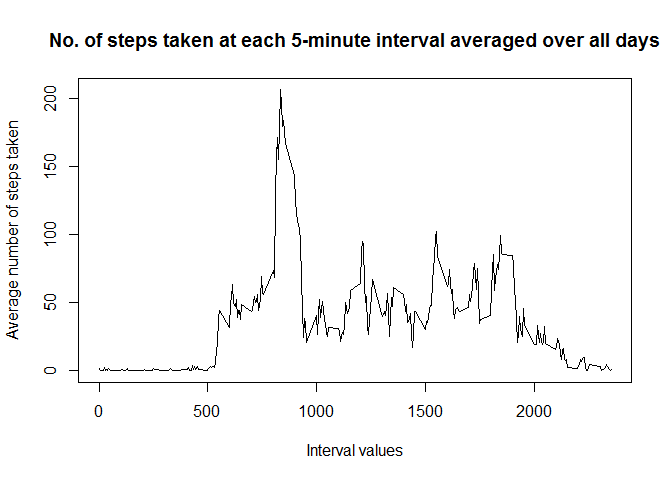 No. of steps taken at each 5-minute interval averaged over all days
Average number of steps taken
200
150
100
50
0
0 500 1000 1500 2000
Interval values